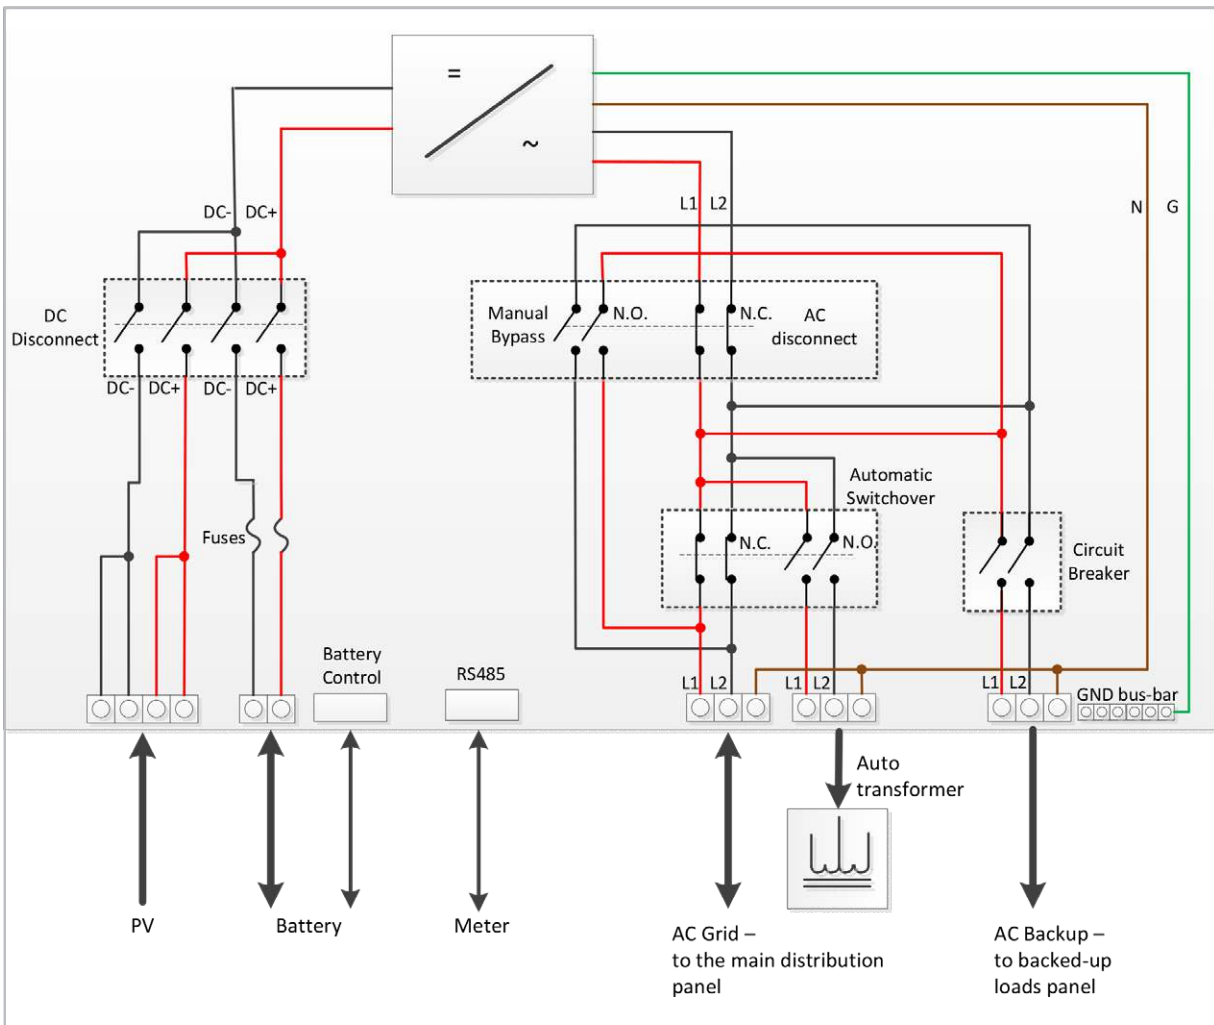 =
~
L1
L2
N
G
DC-
DC+
DC
Disconnect
Manual
Bypass
N.O.
N.C.
AC
disconnect
DC-
DC+
DC-
DC+
Automatic
Switchover
Fuses
N.C.
N.O.
Circuit
Breaker
Battery
Control
RS485
L1
L2
L1
L2
L1
L2
GND bus-bar
Auto
transformer
PV
Battery
Meter
AC Grid –
to the main distribution
panel
AC Backup –
to backed-up
loads panel